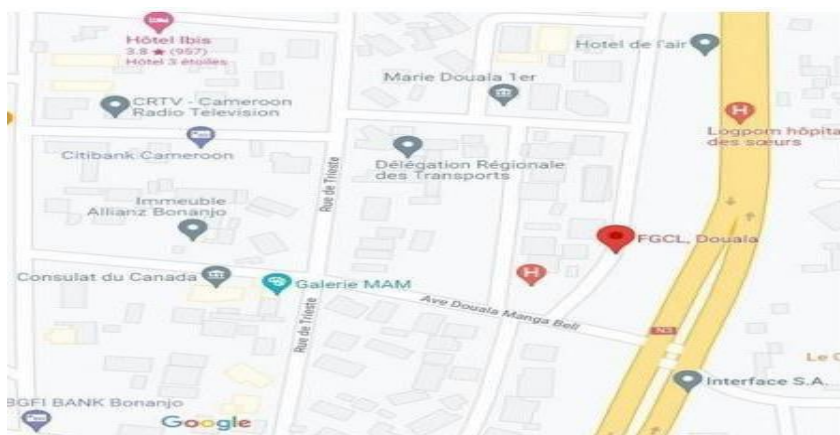 Hôtel Ibis
3.8 ★ (957)
Hôtel 3 étoiles
Hotel de l'air
Marie Douala 1er
CRTV - Cameroon
Radio Television
H
Logpom hôpital
des sœurs
Citibank Cameroon
Délégation Régionale
des Transports
Rue de Trieste
Immeuble
Allianz Bonanjo
FGCL, Douala
Consulat du Canada
H
Galerie MAM
Ave Douala Manga Bell
Rue de Trieste
N3
Le C
Interface S.A.
BGFI BANK Bonanjo
Google